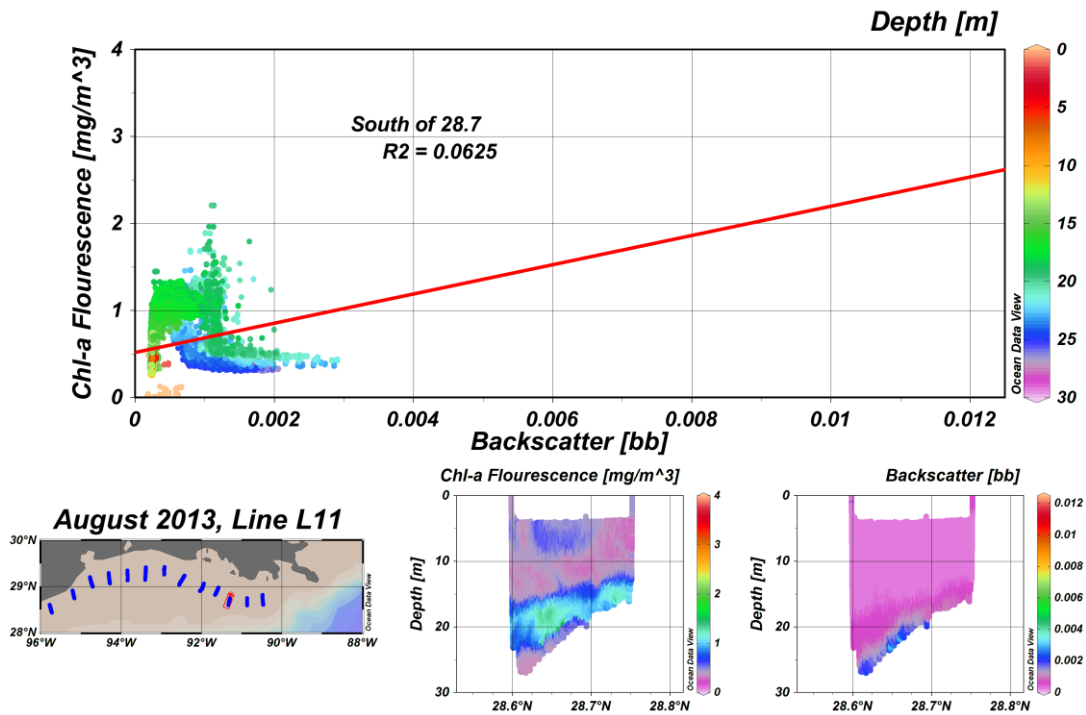 Depth [m]
Chl-a Flourescence [mg/m^3]
4
3
2
1
0
South of 28.7
R2 = 0.0625
0
5
10
15
20
25
30
Ocean Data View
0 0.002 0.004 0.006 0.008 0.01 0.012
Backscatter [bb]
August 2013, Line L11
30°N
29°N
28°N
96°W 94°W 92°W 90°W 88°W
Ocean Data View
Chl-a Flourescence [mg/m^3]
Depth [m]
0
10
20
30
28.6°N 28.7°N 28.8°N
Ocean Data View
4
3
2
1
0
Backscatter [bb]
Depth [m]
0
10
20
30
28.6°N 28.7°N 28.8°N
Ocean Data View
0.012
0.01
0.008
0.006
0.004
0.002
0